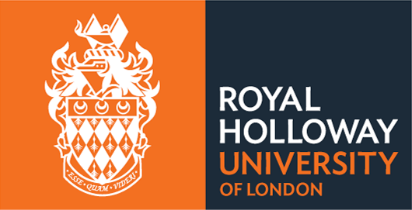 ESSE · QUAM · VIDERI
ROYAL
HOLLOWAY
UNIVERSITY
OF LONDON